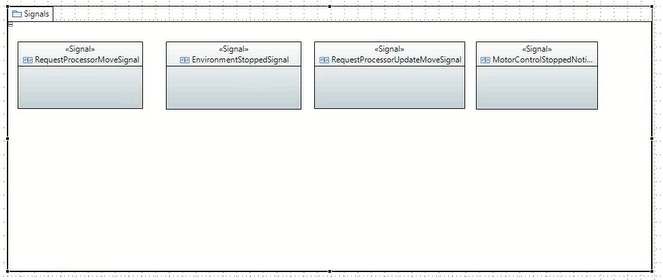 Signals
«Signal»
RequestProcessorMoveSignal
«Signal»
EnvironmentStoppedSignal
«Signal»
RequestProcessorUpdateMoveSignal
«Signal»
MotorControlStoppedNoti...